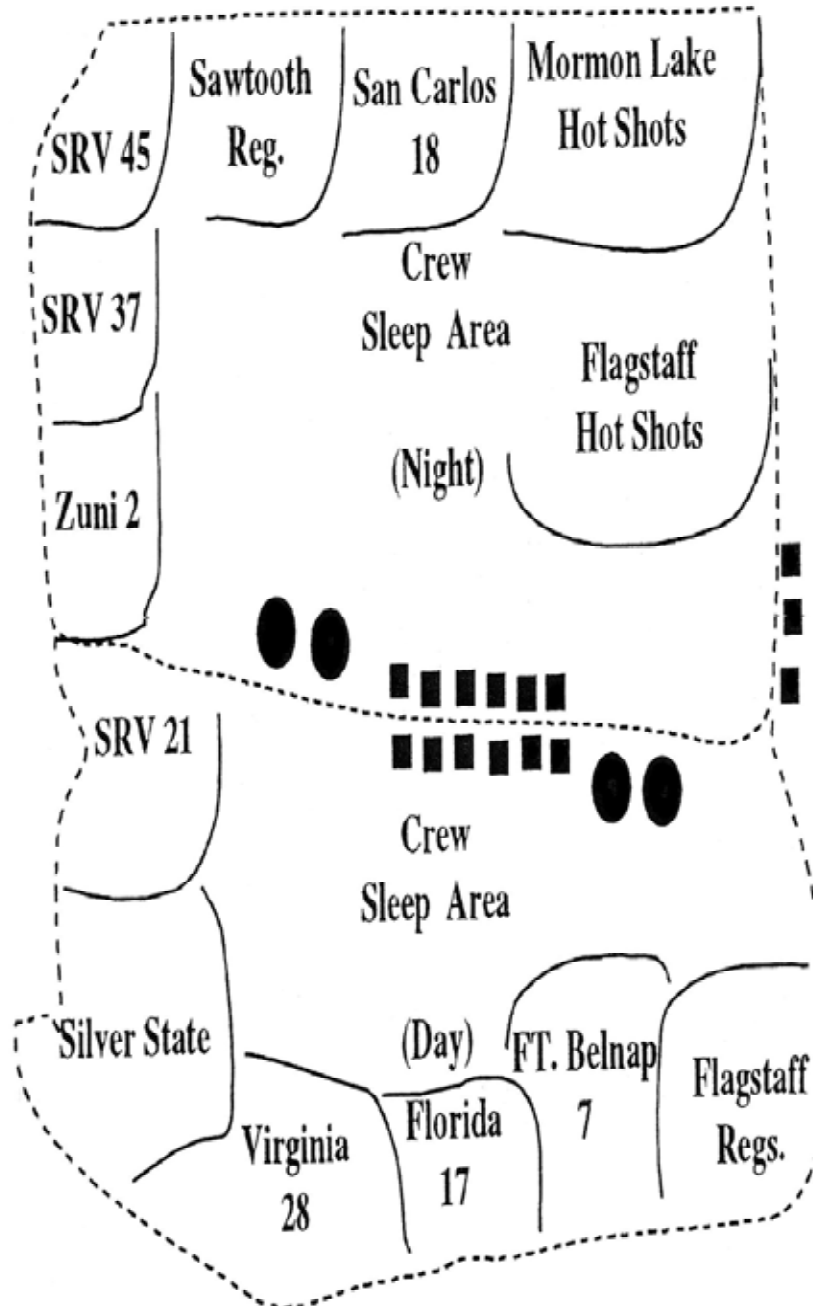 SRV 45
Sawtooth
Reg.
San Carlos
18
Mormon Lake
Hot Shots
SRV 37
Crew
Sleep Area
Flagstaff
Hot Shots
(Night)
Zuni 2
SRV 21
Crew
Sleep Area
Silver State
(Day)
FT. Belnap
7
Flagstaff
Regs.
Virginia
28
Florida
17